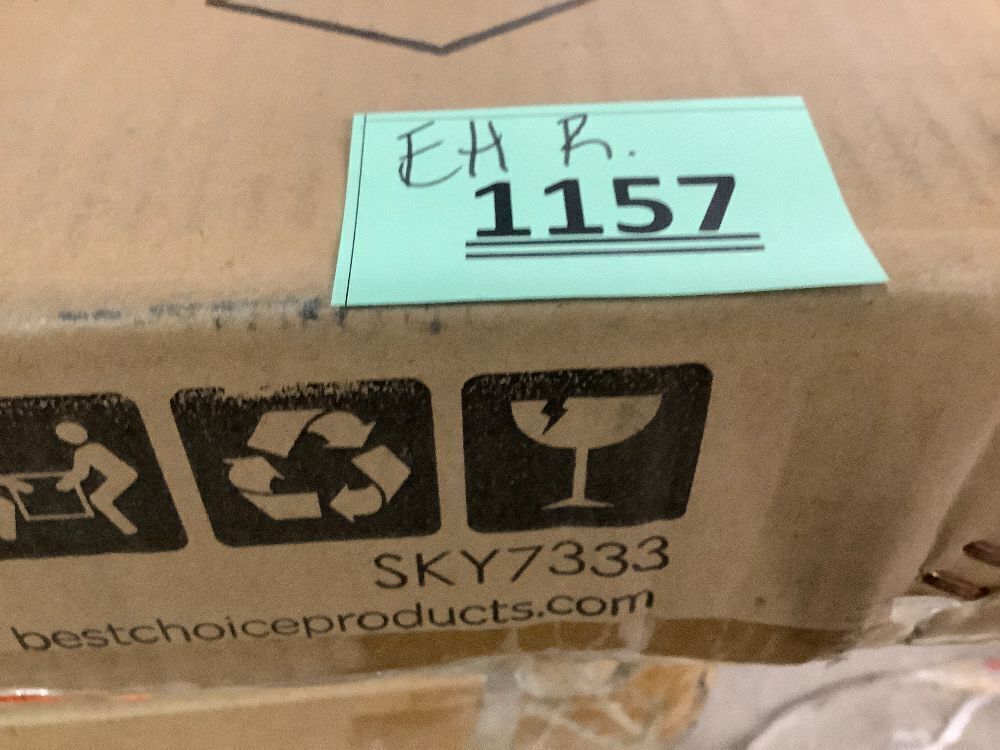 EH R.
1157
SKY7333
bestchoiceproducts.com